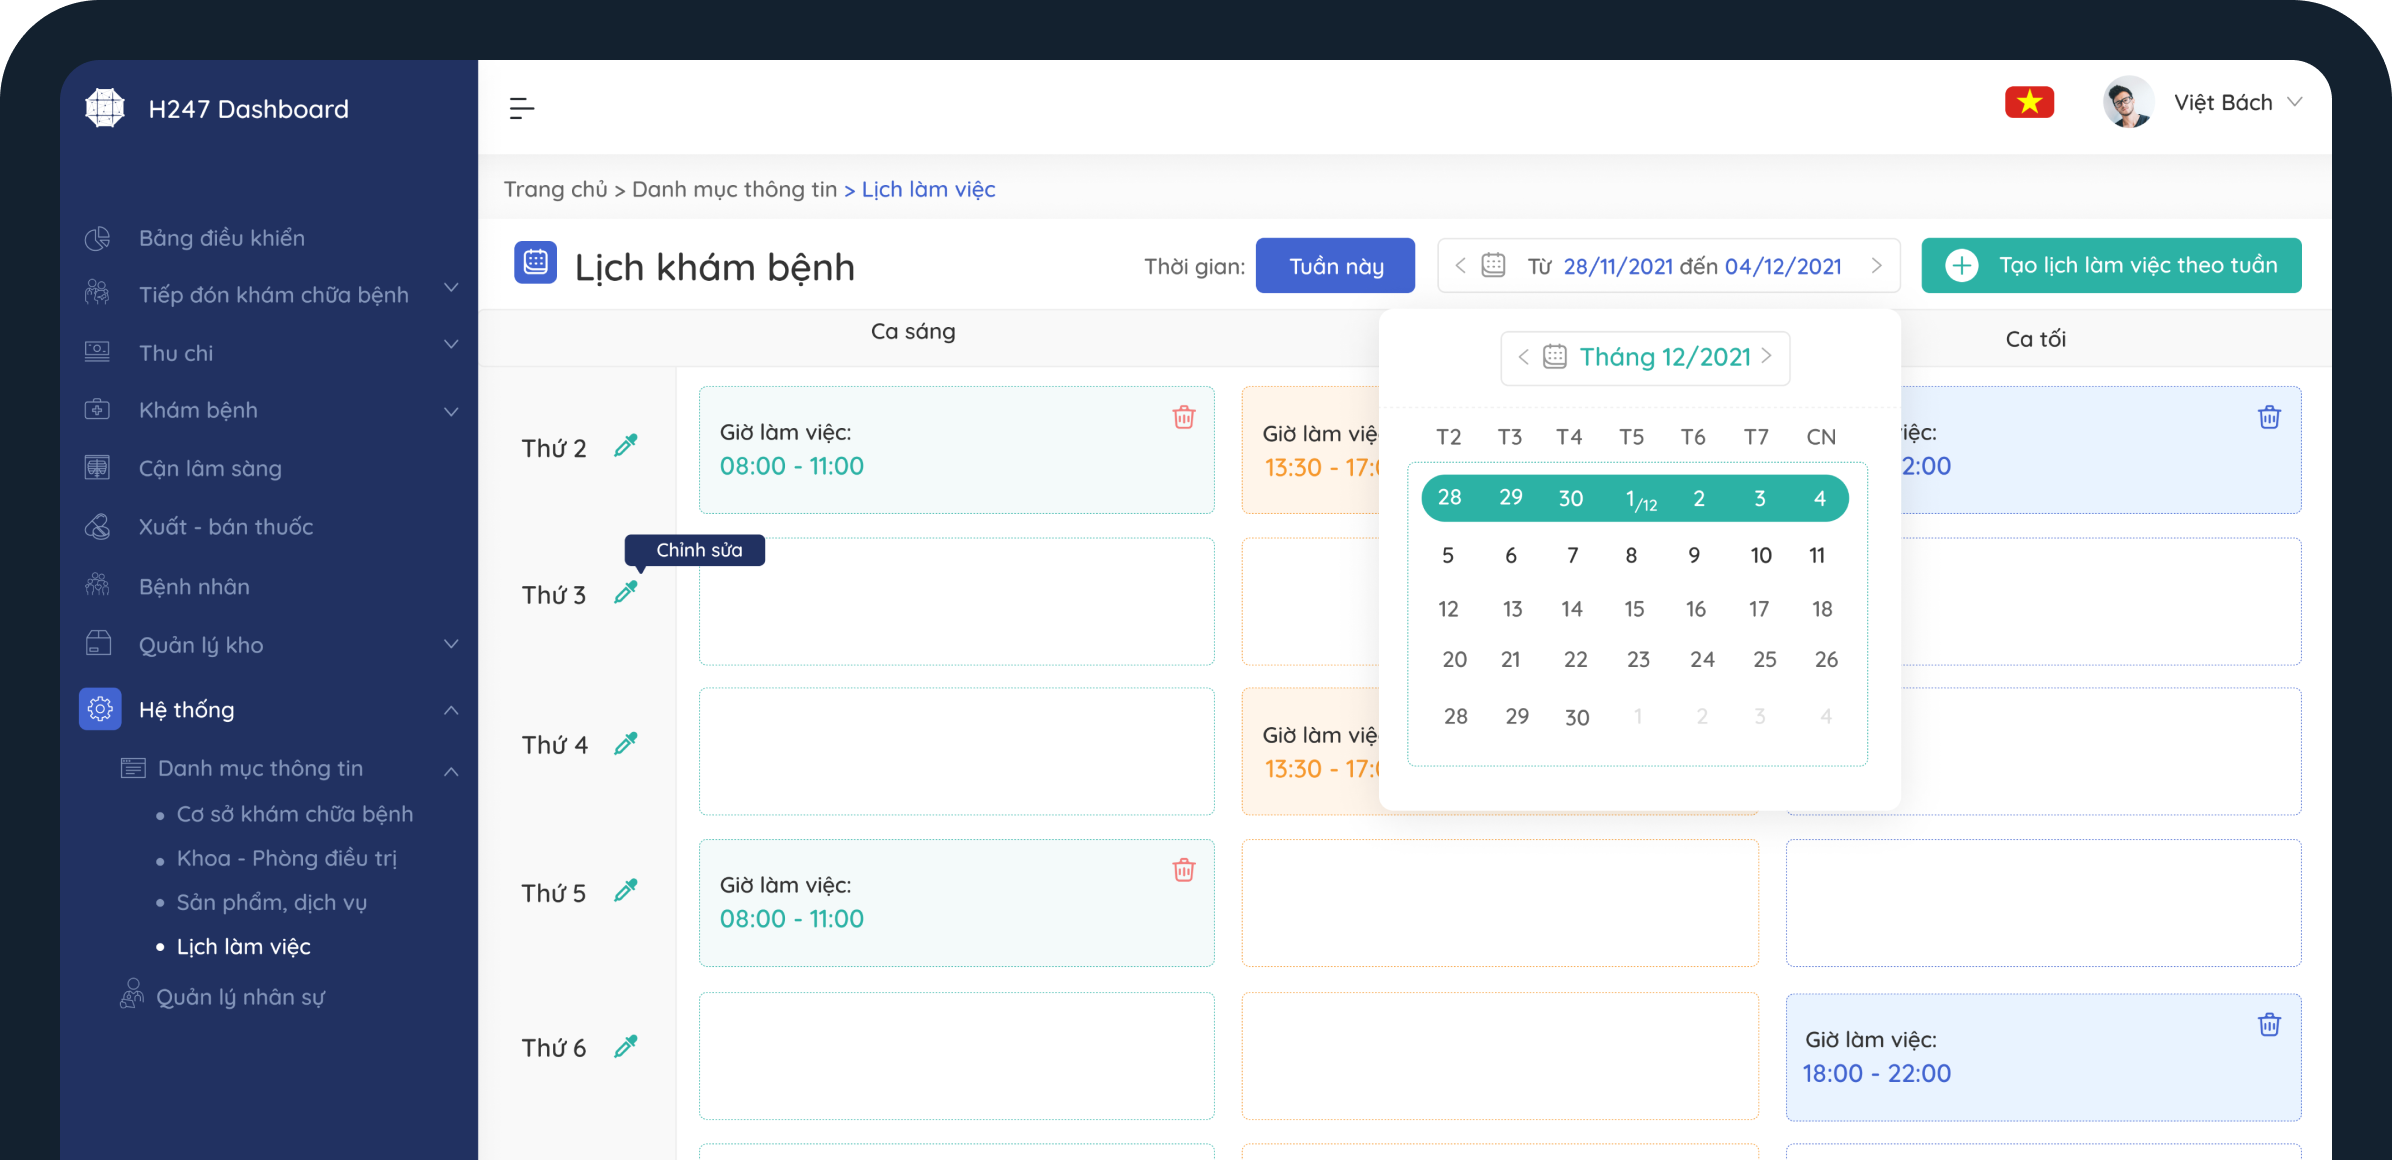 H247 Dashboard
Việt Bách
Trang chủ > Danh mục thông tin > Lịch làm việc
Bảng điều khiển
Tiếp đón khám chữa bệnh
Thu chi
Khám bệnh
Cận lâm sàng
Xuất - bán thuốc
Bệnh nhân
Quản lý kho
Hệ thống
Danh mục thông tin
Cơ sở khám chữa bệnh
Khoa - Phòng điều trị
Sản phẩm, dịch vụ
Lịch làm việc
Quản lý nhân sự
Lịch khám bệnh
Thời gian:
Tuần này
Từ 28/11/2021 đến 04/12/2021
Tạo lịch làm việc theo tuần
Ca sáng
Ca tối
Thứ 2
Giờ làm việc:
08:00 - 11:00
Giờ làm việ
13:30 - 17:
iệc:
2:00
Chỉnh sửa
Thứ 3
Thứ 4
Giờ làm việ
13:30 - 17:
Thứ 5
Giờ làm việc:
08:00 - 11:00
Thứ 6
Giờ làm việc:
18:00 - 22:00
Tháng 12/2021
T2 T3 T4 T5 T6 T7 CN
28 29 30 1/12 2 3 4
5 6 7 8 9 10 11
12 13 14 15 16 17 18
20 21 22 23 24 25 26
28 29 30 1 2 3 4